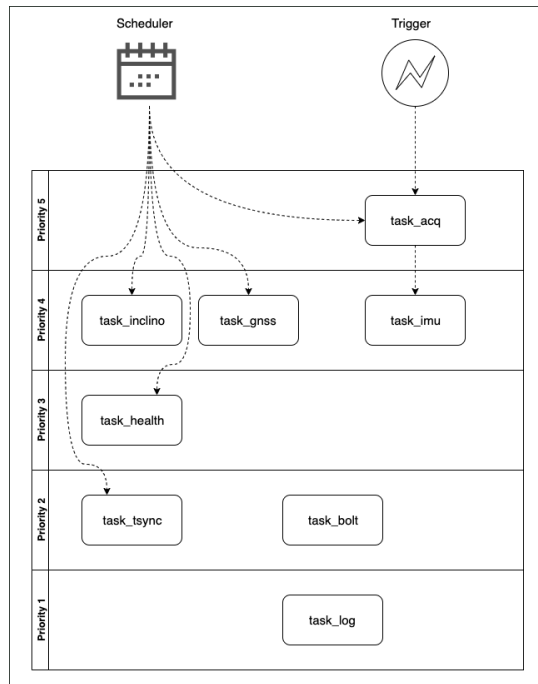 Scheduler
Trigger
Priority 5
task_acq
Priority 4
task_inclino
task_gnss
task_imu
Priority 3
task_health
Priority 2
task_tsync
task_bolt
Priority 1
task_log